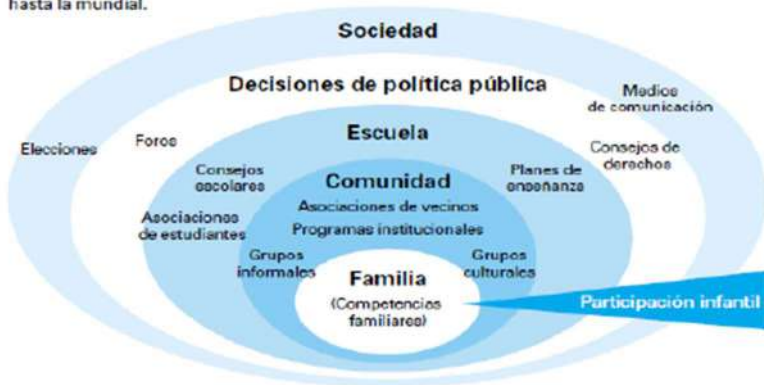 hasta la mundial.
Sociedad
Decisiones de política pública
Medios
de comunicación
Elecciones
Foros
Escuela
Consejos de
derechos
Consejos
escolares
Planes de
enseñanza
Comunidad
Asociaciones de vecinos
Asociaciones
de estudiantes
Programas institucionales
Grupos
informales
Grupos
culturales
Familia
(Competencias
familiares)
Participación infantil